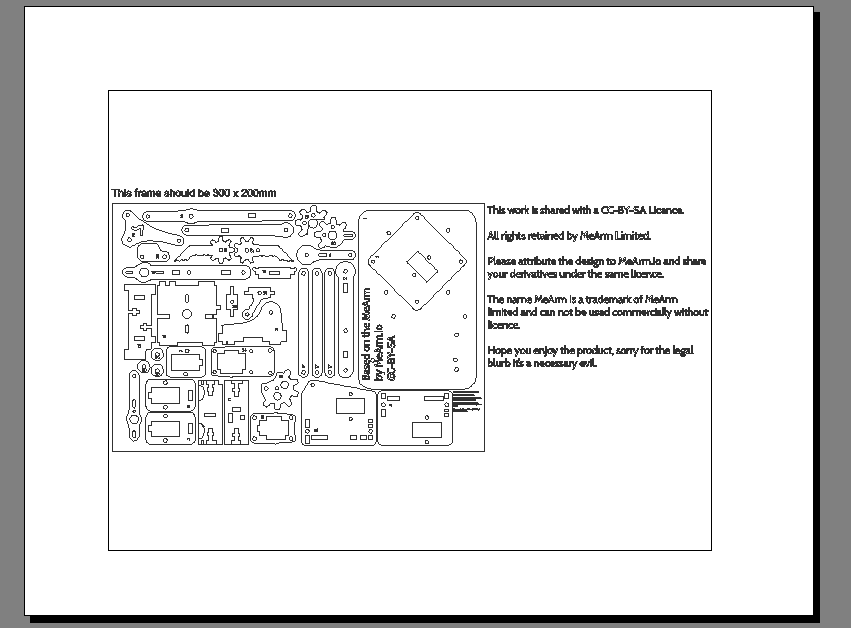 This frame should be 300 x 200mm
This work is shared with a CC-BY-SA Licence.
All rights retained by MeArm Limited.
Please attribute the design to MeArm.io and share
your derivatives under the same licence.
The name MeArm is a trademark of MeArm
limited and can not be used commercially without
licence.
Hope you enjoy the product, sorry for the legal
blurb it's a necessary evil.
Based on the MeArm
by MeArm.io
CC-BY-SA